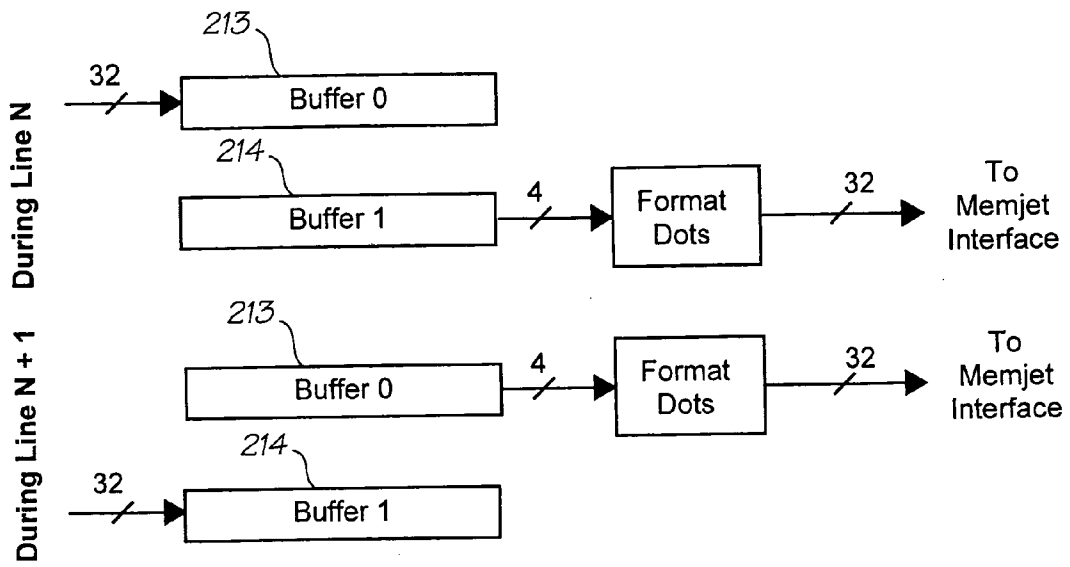 During Line N
213
32
Buffer 0
214
Buffer 1
4
Format
Dots
32
To
Memjet
Interface
During Line N + 1
213
Buffer 0
4
Format
Dots
32
To
Memjet
Interface
214
32
Buffer 1